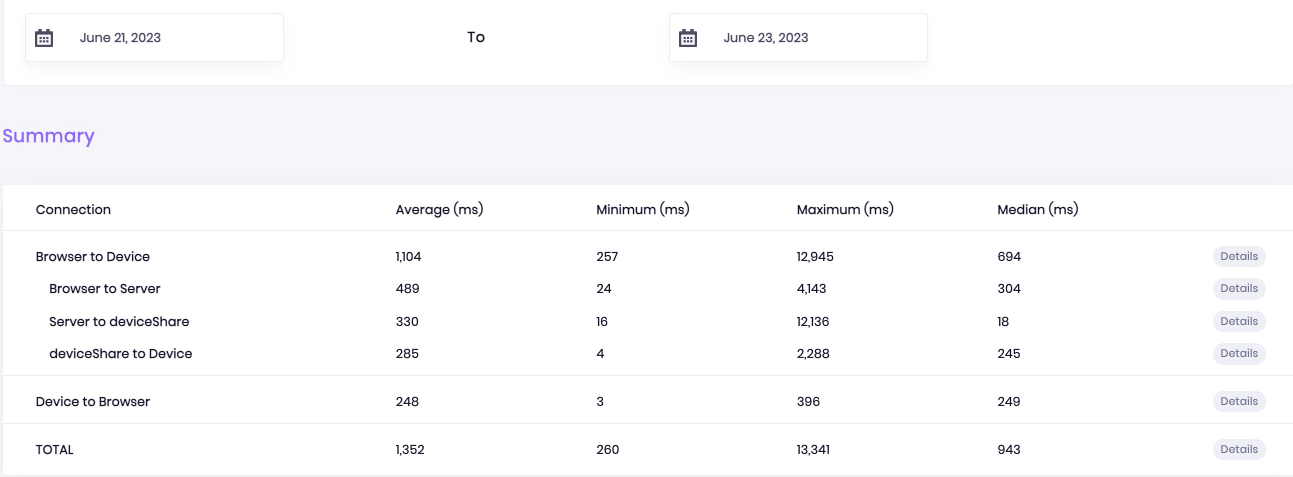 June 21, 2023 To June 23, 2023
Summary
Connection Average (ms) Minimum (ms) Maximum (ms) Median (ms)
Browser to Device 1,104 257 12,945 694 Details
Browser to Server 489 24 4,143 304 Details
Server to deviceShare 330 16 12,136 18 Details
deviceShare to Device 285 4 2,288 245 Details
Device to Browser 248 3 396 249 Details
TOTAL 1,352 260 13,341 943 Details